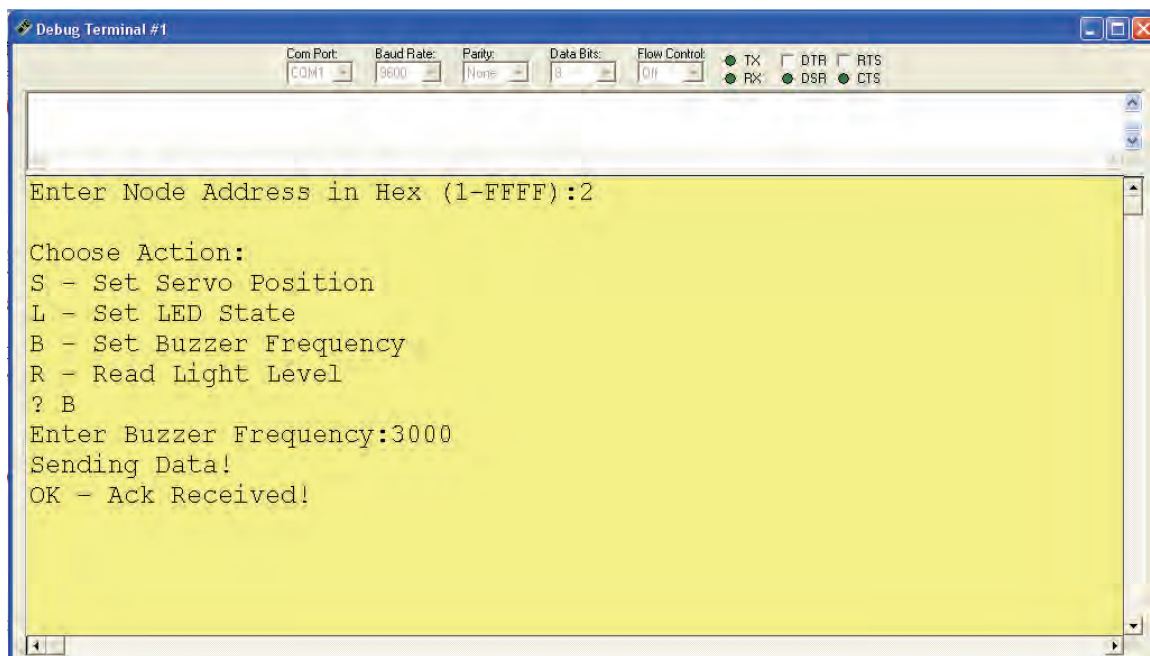 Debug Terminal #1
Com Port: Baud Rate: Parity: Data Bits: Flow Control:
COM1 9600 None 8 Off
TX DTR RTS
RX DSR CTS
Enter Node Address in Hex (1-FFFF):2
Choose Action:
S - Set Servo Position
L - Set LED State
B - Set Buzzer Frequency
R - Read Light Level
? B
Enter Buzzer Frequency:3000
Sending Data!
OK - Ack Received!